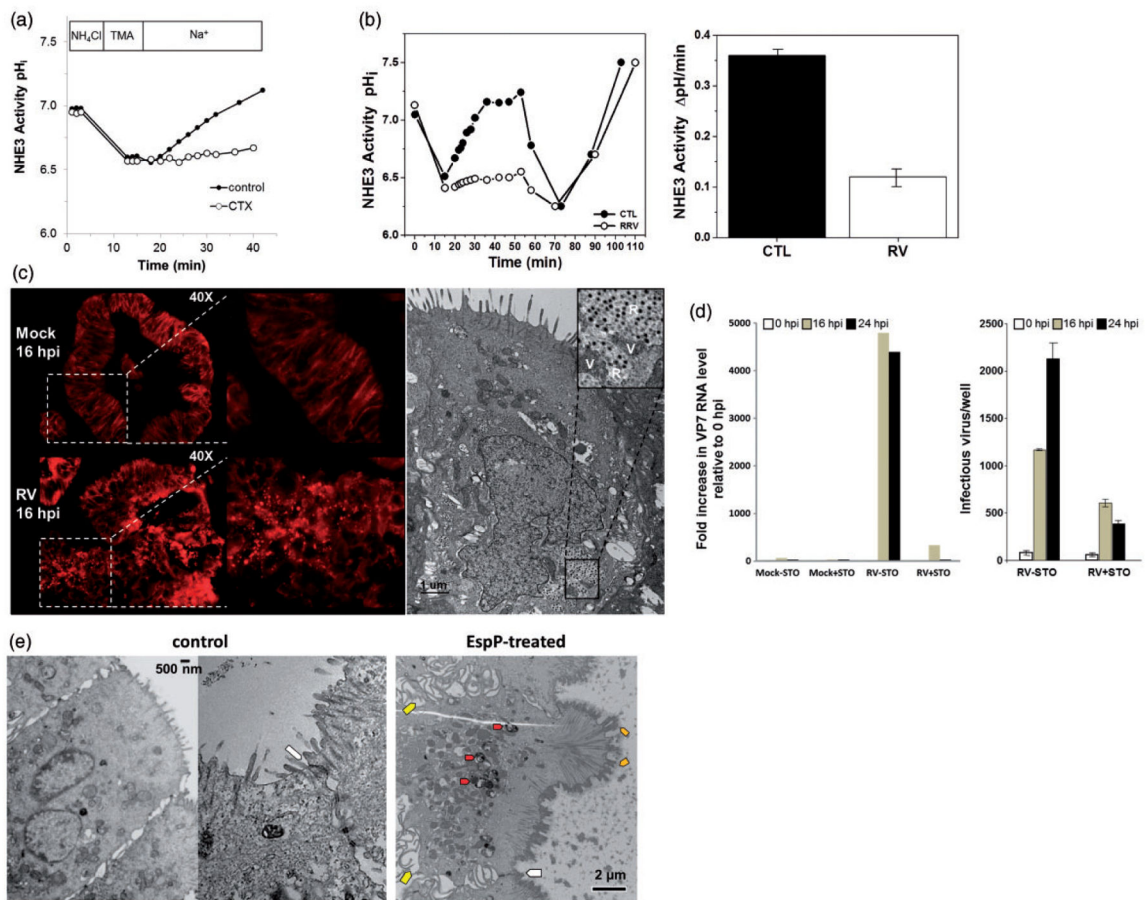 (a)
NH₄Cl TMA Na⁺
NHE3 Activity pHᵢ
7.5
7.0
6.5
6.0
control
CTX
0 10 20 30 40
Time (min)
(b)
NHE3 Activity pHᵢ
7.5
7.0
6.5
6.0
CTL
RRV
0 10 20 30 40 50 60 70 80 90 100 110
Time (min)
NHE3 Activity ΔpH/min
0.4
0.3
0.2
0.1
0.0
CTL RV
(c)
40X
Mock
16 hpi
40X
RV
16 hpi
R
V
V
R
1 um
(d)
0 hpi 16 hpi 24 hpi
Fold increase in VP7 RNA level
relative to 0 hpi
5000
4000
3000
2000
1000
0
Mock-STO Mock+STO RV-STO RV+STO
0 hpi 16 hpi 24 hpi
Infectious virus/well
2500
2000
1500
1000
500
0
RV-STO RV+STO
(e)
control
500 nm
EspP-treated
2 µm